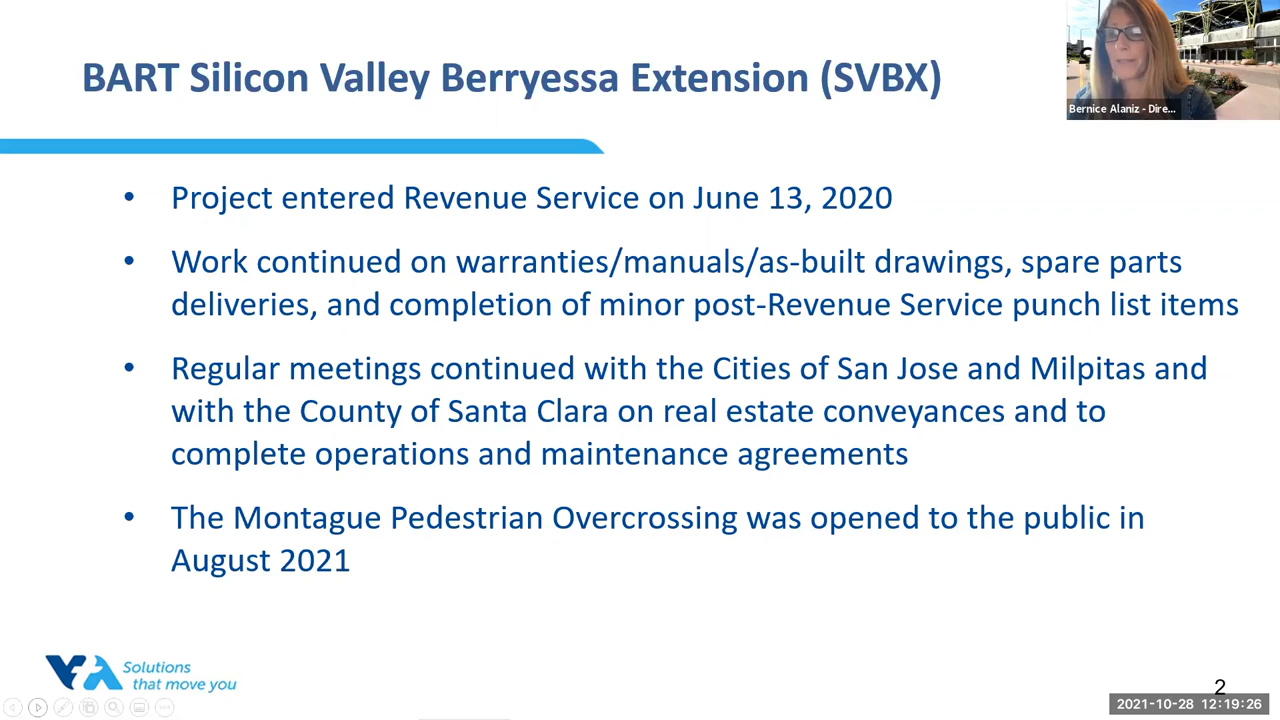 BART Silicon Valley Berryessa Extension (SVBX)
Bernice Alaniz - Dire...
• Project entered Revenue Service on June 13, 2020
• Work continued on warranties/manuals/as-built drawings, spare parts
deliveries, and completion of minor post-Revenue Service punch list items
• Regular meetings continued with the Cities of San Jose and Milpitas and
with the County of Santa Clara on real estate conveyances and to
complete operations and maintenance agreements
• The Montague Pedestrian Overcrossing was opened to the public in
August 2021
VTA Solutions
that move you
2
2021-10-28 12:19:26